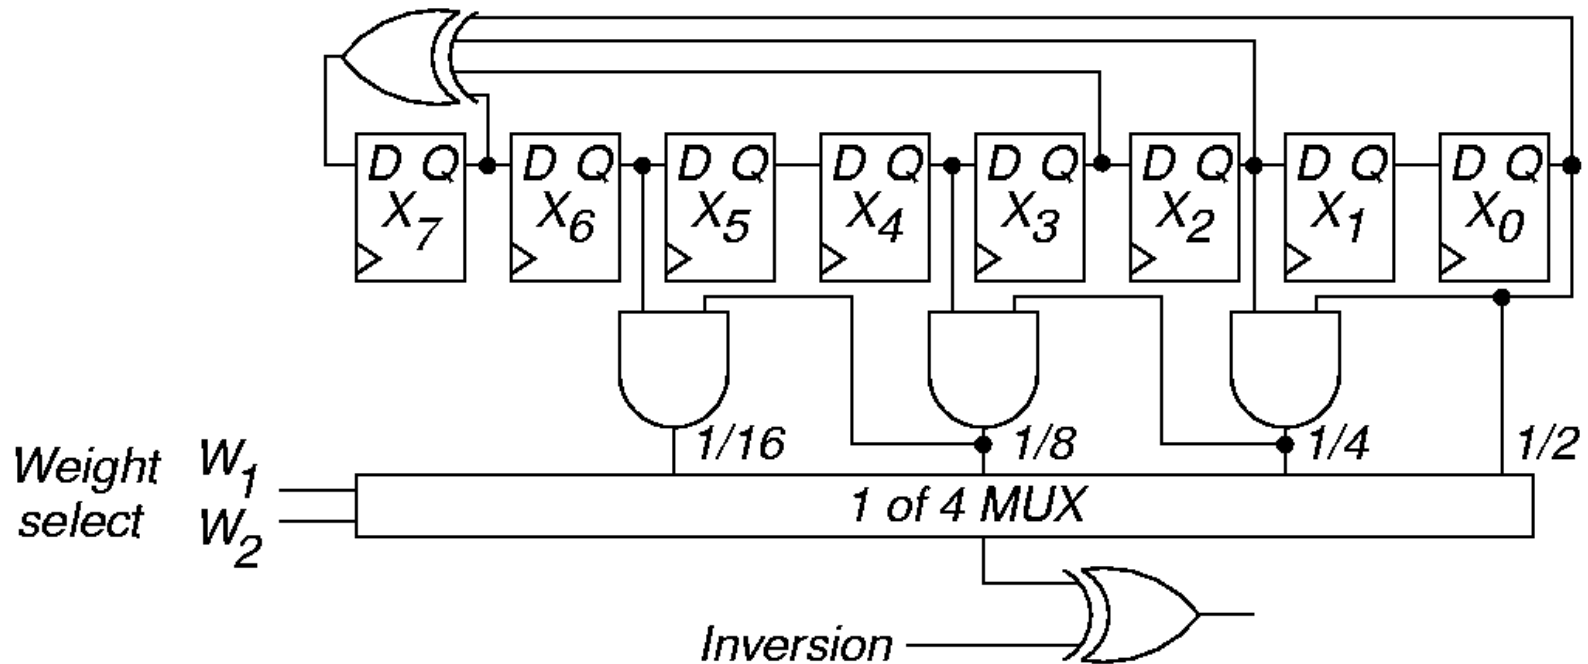 D Q D Q D Q D Q D Q D Q D Q D Q
X7 X6 X5 X4 X3 X2 X1 X0
1/16 1/8 1/4 1/2
Weight select
W1
W2
1 of 4 MUX
Inversion